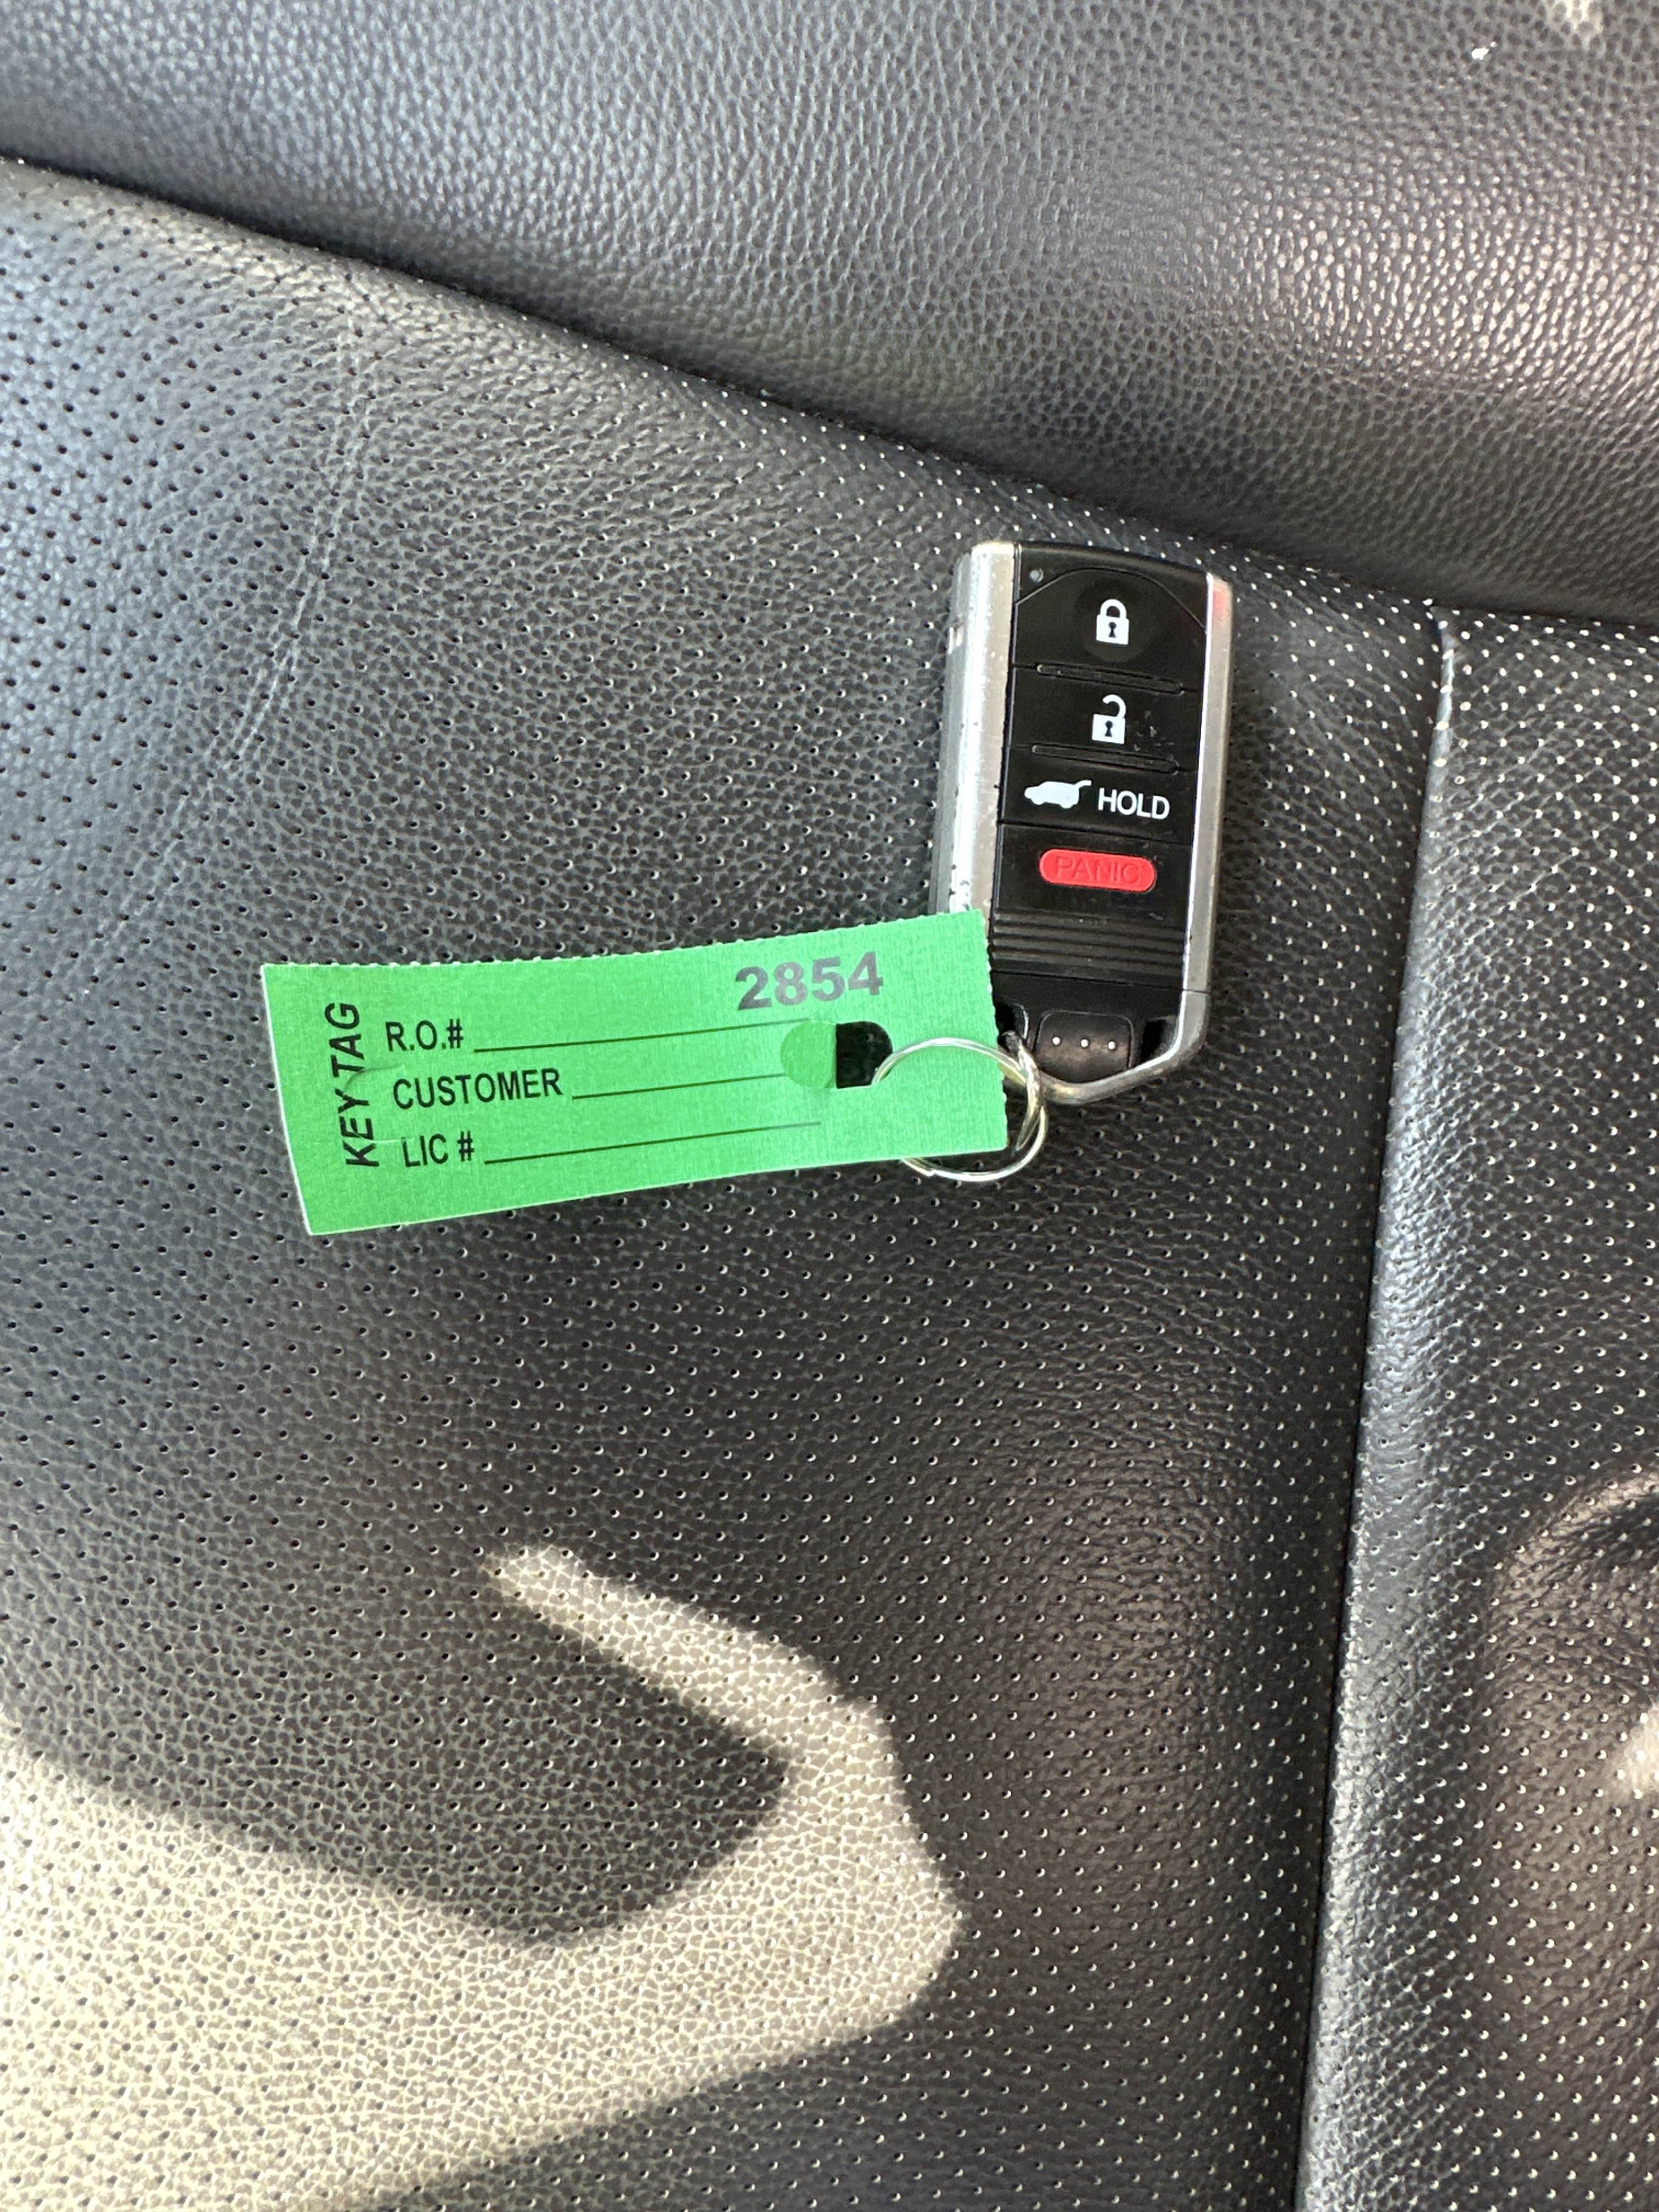 HOLD
PANIC
2854
KEY TAG
R.O.#
CUSTOMER
LIC #